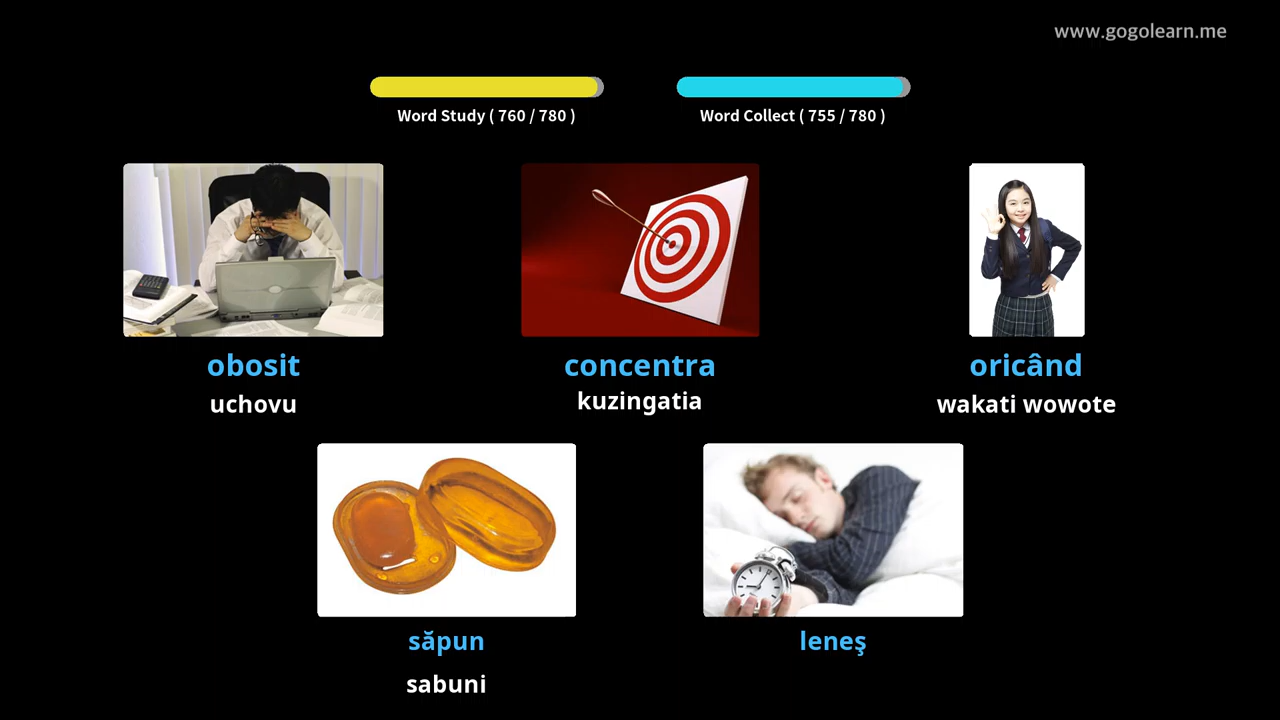 www.gogolearn.me
Word Study ( 760 / 780 )
Word Collect ( 755 / 780 )
obosit
uchovu
concentra
kuzingatia
oricând
wakati wowote
săpun
sabuni
leneş